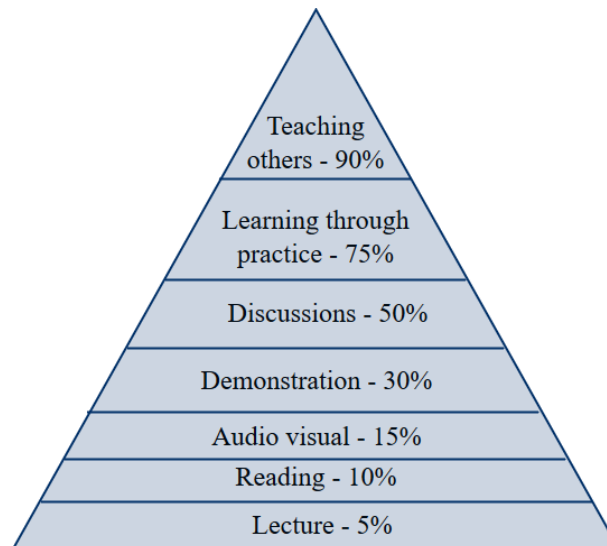 Teaching
others - 90%
Learning through
practice - 75%
Discussions - 50%
Demonstration - 30%
Audio visual - 15%
Reading - 10%
Lecture - 5%